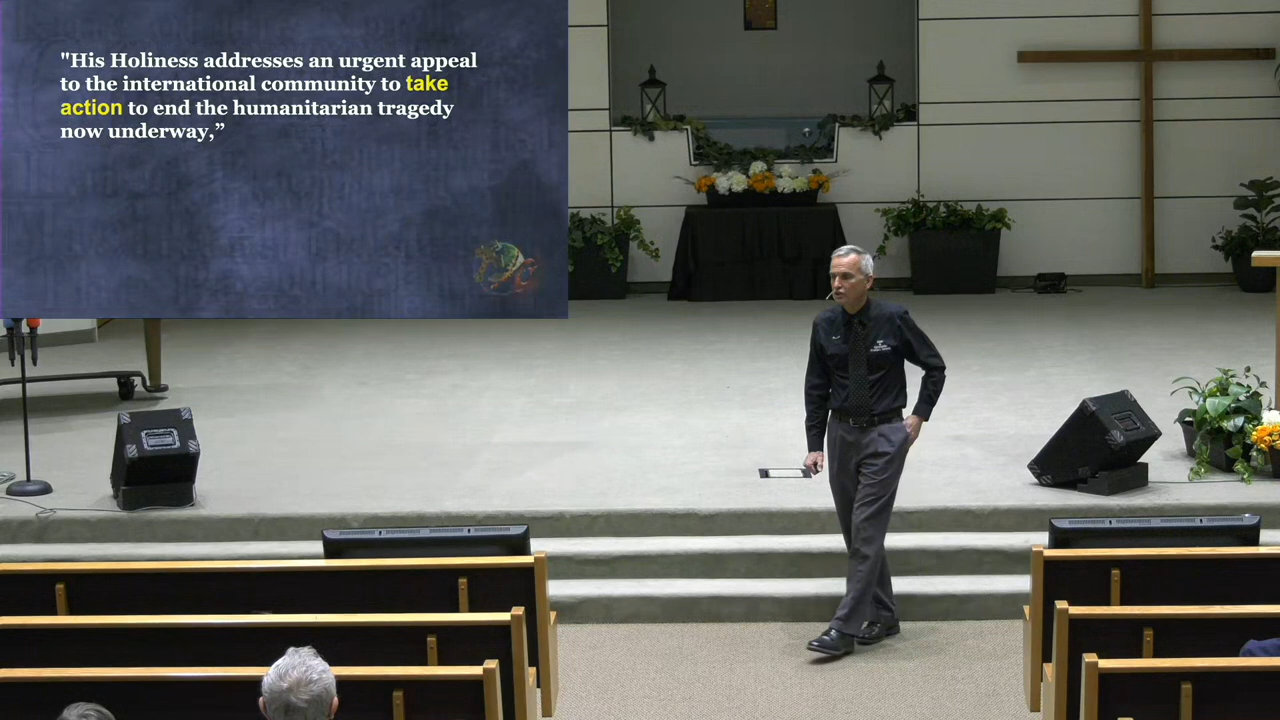 "His Holiness addresses an urgent appeal
to the international community to take
action to end the humanitarian tragedy
now underway,”